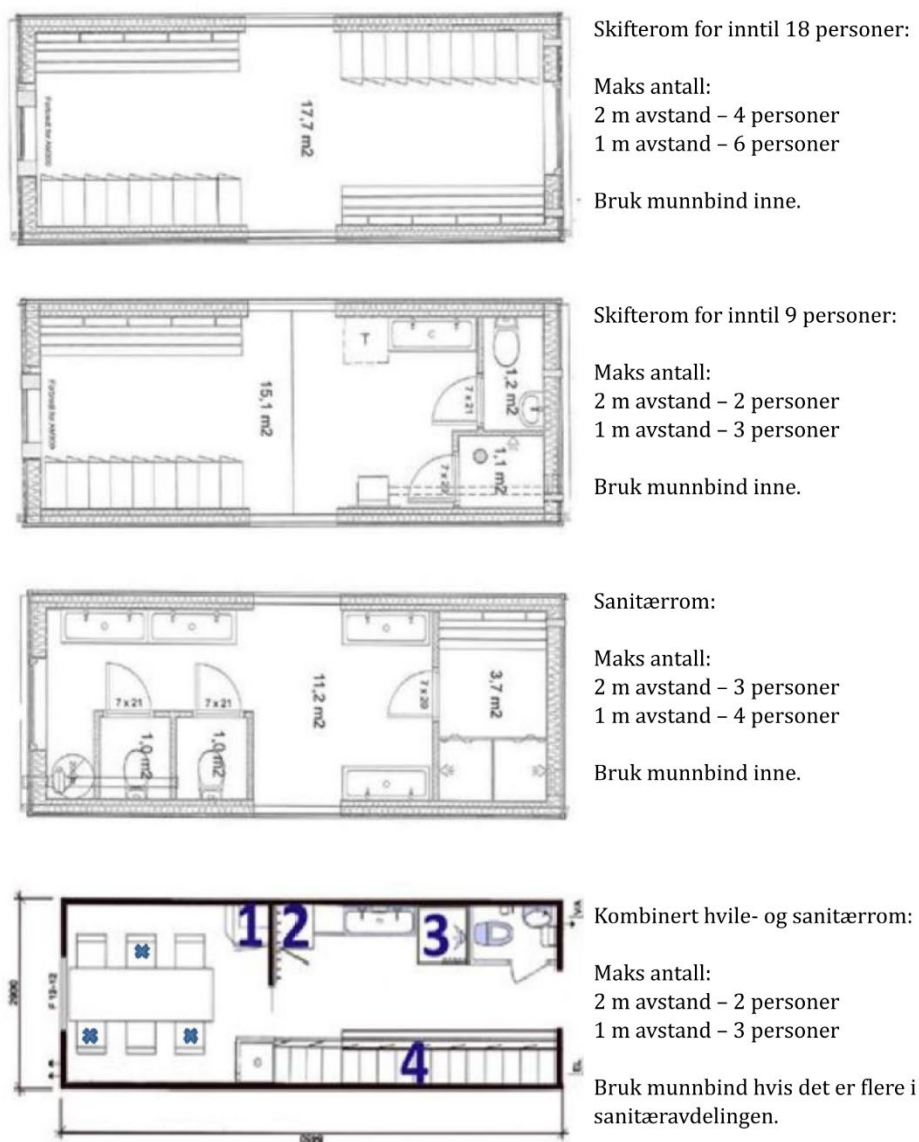 Skifterom for inntil 18 personer:
Maks antall:
2 m avstand – 4 personer
1 m avstand – 6 personer
Bruk munnbind inne.
17,7 m2
Skifterom for inntil 9 personer:
Maks antall:
2 m avstand – 2 personer
1 m avstand – 3 personer
Bruk munnbind inne.
15,1 m2
T
C
7 x 21
1,2 m2
1,1 m2
Sanitærrom:
Maks antall:
2 m avstand – 3 personer
1 m avstand – 4 personer
Bruk munnbind inne.
7 x 21
7 x 21
1,0 m2
1,0 m2
11,2 m2
7 x 20
3,7 m2
Kombinert hvile- og sanitærrom:
Maks antall:
2 m avstand – 2 personer
1 m avstand – 3 personer
Bruk munnbind hvis det er flere i
sanitæravdelingen.
1
2
3
4
EL